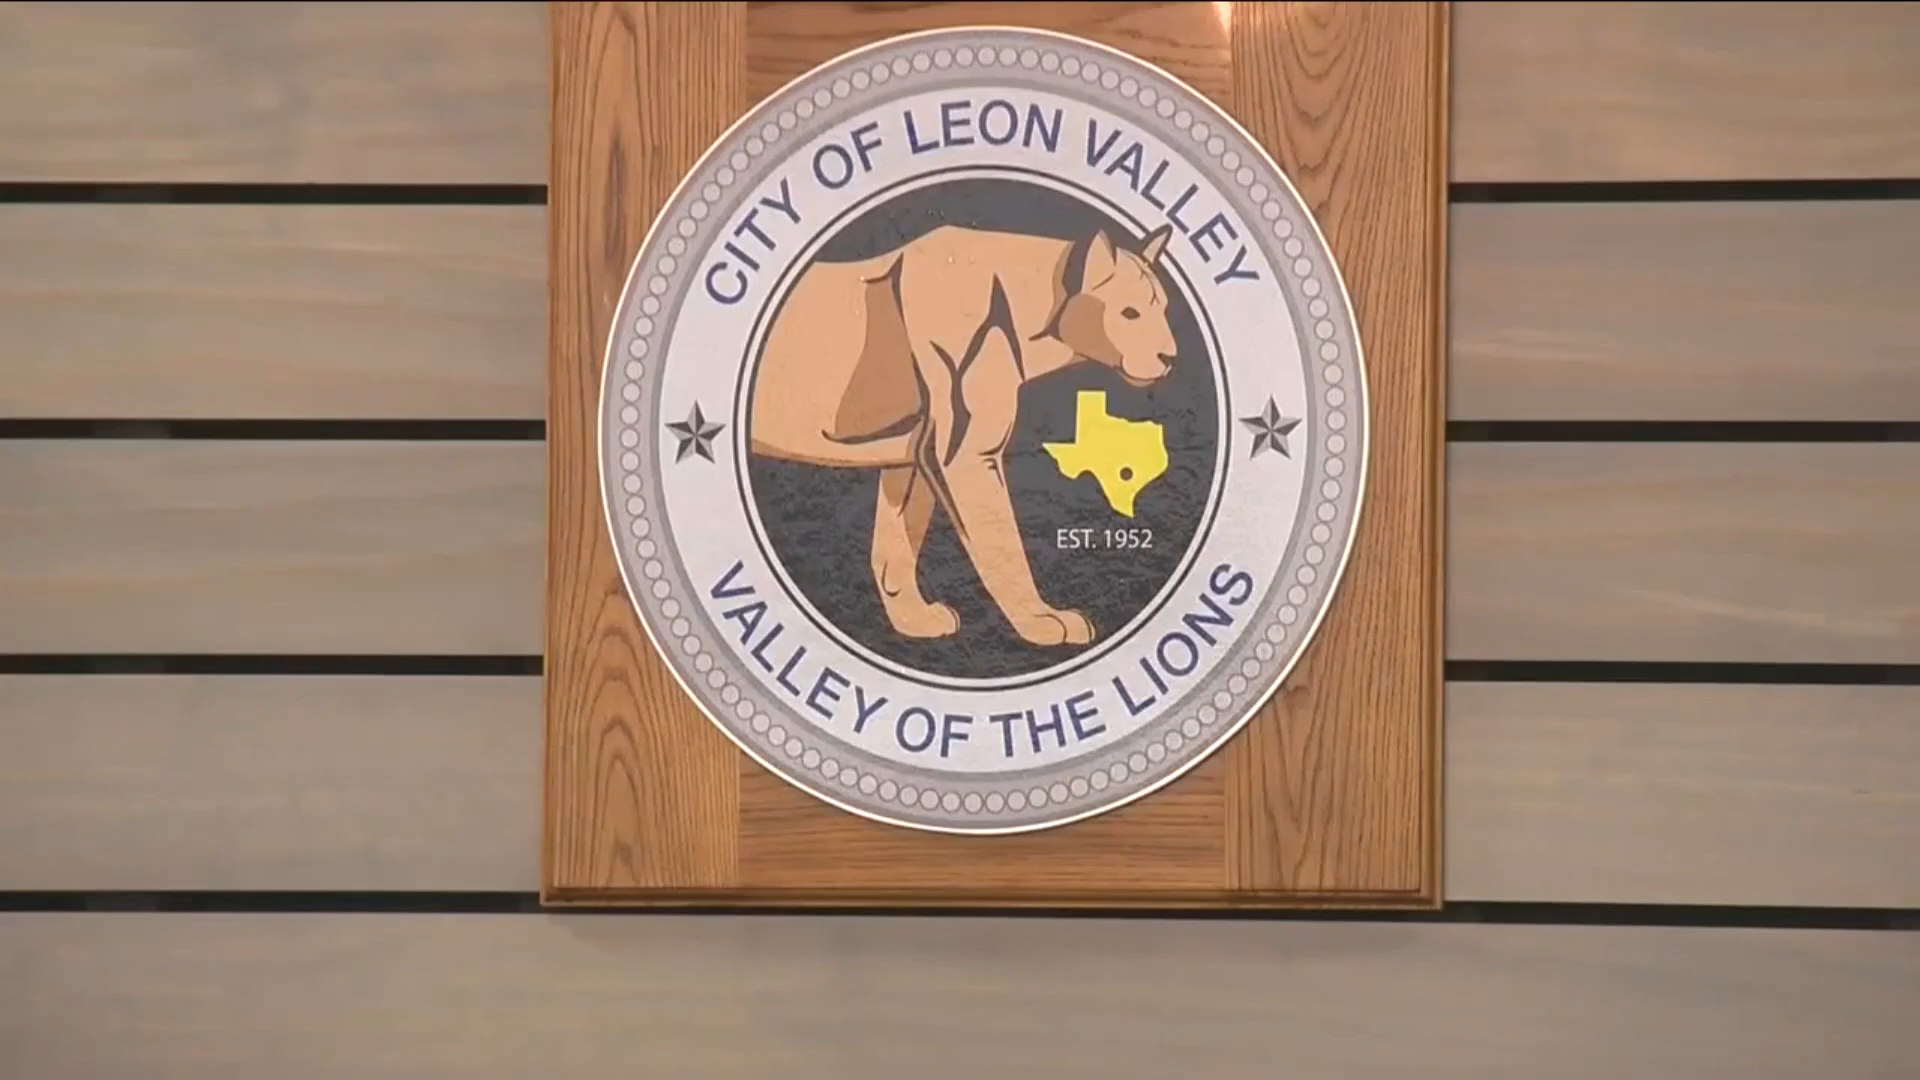 CITY OF LEON VALLEY
EST. 1952
VALLEY OF THE LIONS